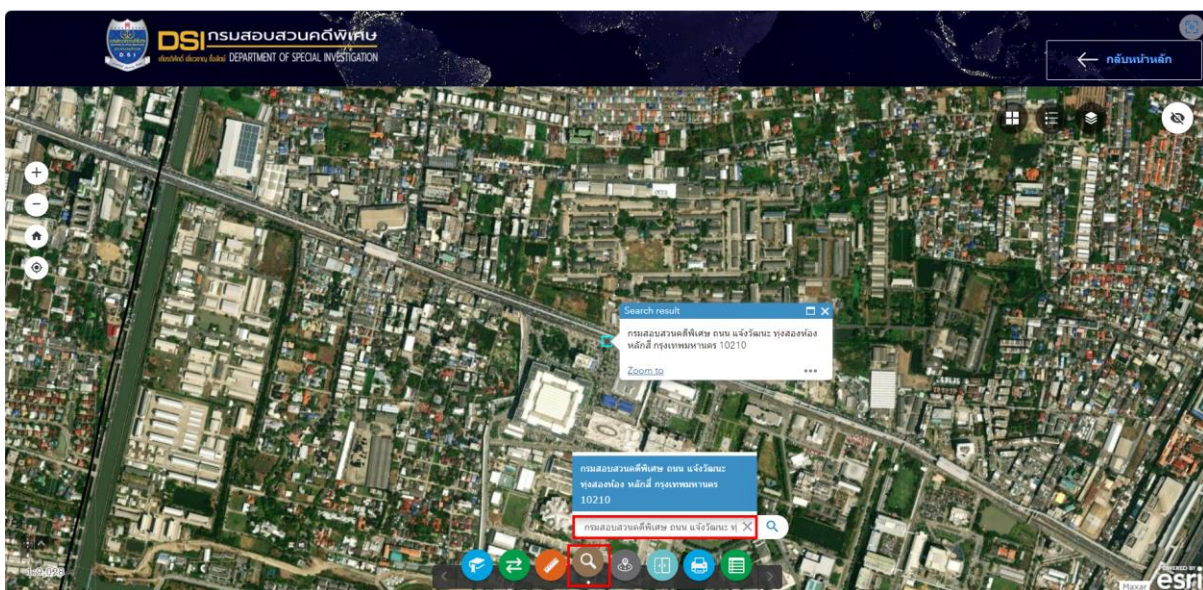 DSI กรมสอบสวนคดีพิเศษ
DEPARTMENT OF SPECIAL INVESTIGATION
กลับหน้าหลัก
Search result
กรมสอบสวนคดีพิเศษ ถนน แจ้งวัฒนะ ทุ่งสองห้อง
หลักสี่ กรุงเทพมหานคร 10210
Zoom to
กรมสอบสวนคดีพิเศษ ถนน แจ้งวัฒนะ
ทุ่งสองห้อง หลักสี่ กรุงเทพมหานคร
10210
กรมสอบสวนคดีพิเศษ ถนน แจ้งวัฒนะ ทุ
Maxar
POWERED BY
esri